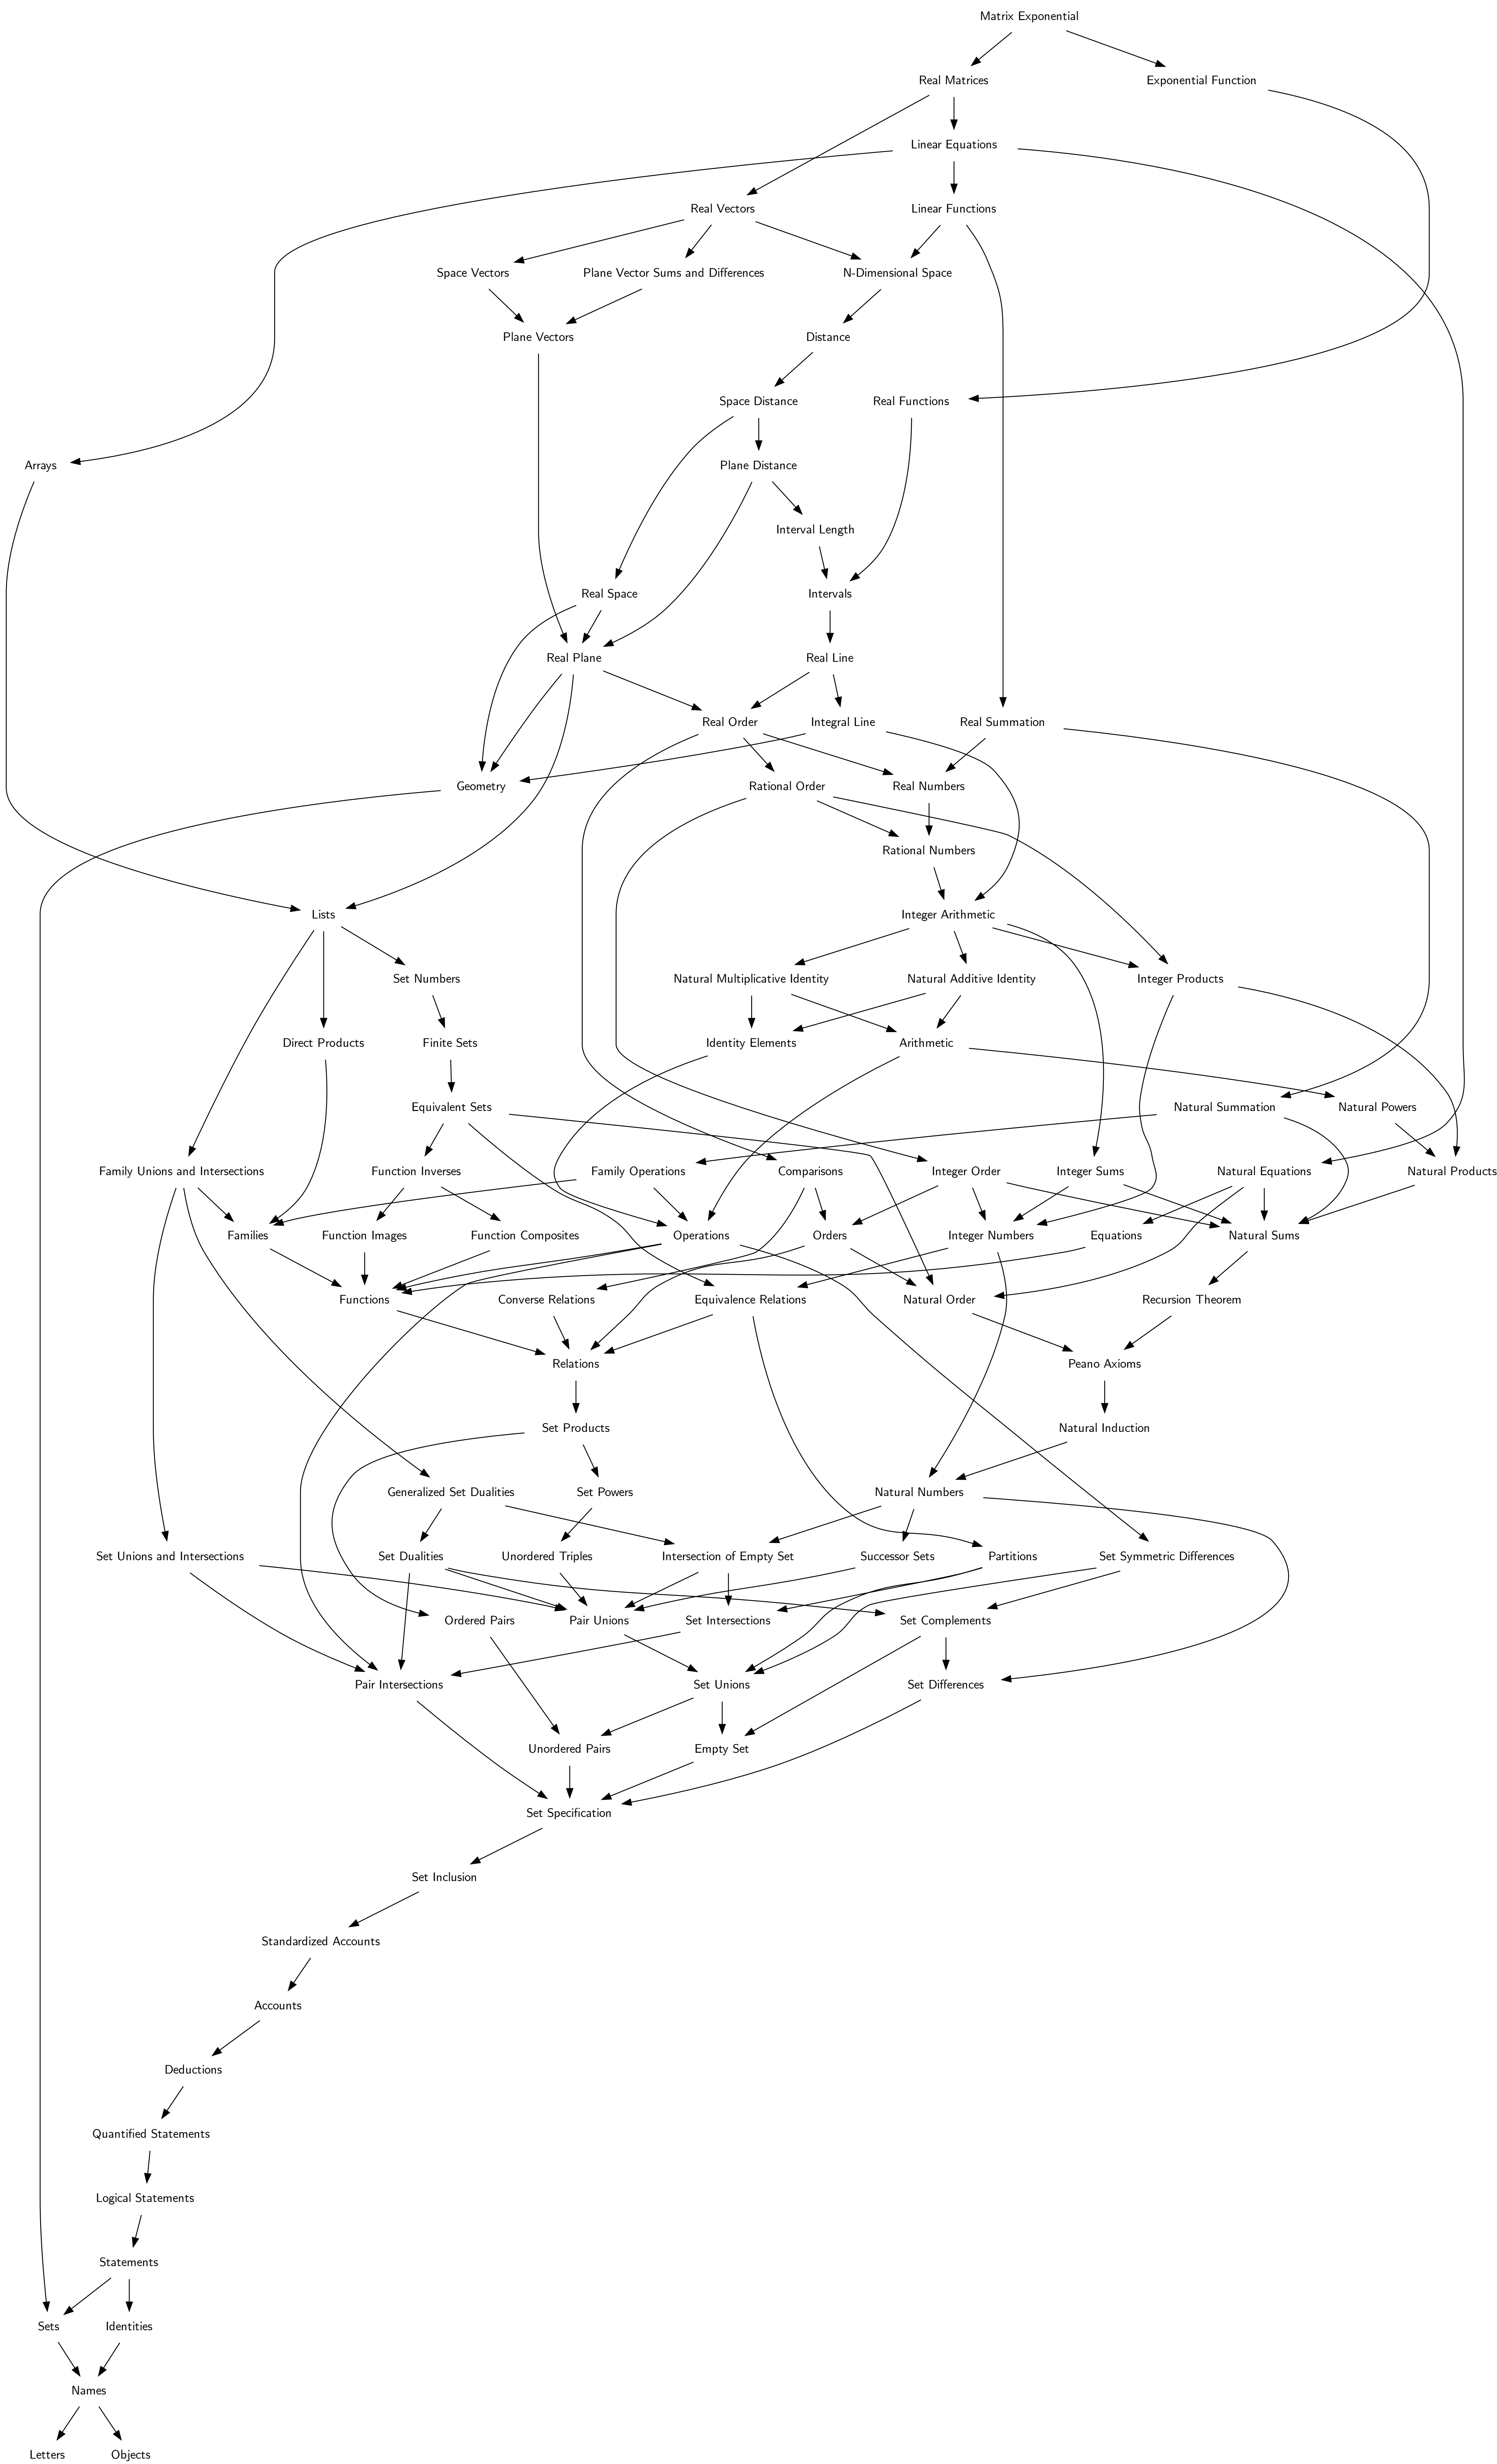 Matrix Exponential
Real Matrices
Exponential Function
Linear Equations
Real Vectors
Linear Functions
Space Vectors
Plane Vector Sums and Differences
N-Dimensional Space
Plane Vectors
Distance
Space Distance
Real Functions
Arrays
Plane Distance
Interval Length
Real Space
Intervals
Real Plane
Real Line
Real Order
Integral Line
Real Summation
Geometry
Rational Order
Real Numbers
Rational Numbers
Lists
Integer Arithmetic
Set Numbers
Natural Multiplicative Identity
Natural Additive Identity
Integer Products
Direct Products
Finite Sets
Identity Elements
Arithmetic
Equivalent Sets
Natural Summation
Natural Powers
Family Unions and Intersections
Function Inverses
Family Operations
Comparisons
Integer Order
Integer Sums
Natural Equations
Natural Products
Families
Function Images
Function Composites
Operations
Orders
Integer Numbers
Equations
Natural Sums
Functions
Converse Relations
Equivalence Relations
Natural Order
Recursion Theorem
Relations
Peano Axioms
Set Products
Natural Induction
Generalized Set Dualities
Set Powers
Natural Numbers
Set Unions and Intersections
Set Dualities
Unordered Triples
Intersection of Empty Set
Successor Sets
Partitions
Set Symmetric Differences
Ordered Pairs
Pair Unions
Set Intersections
Set Complements
Pair Intersections
Set Unions
Set Differences
Unordered Pairs
Empty Set
Set Specification
Set Inclusion
Standardized Accounts
Accounts
Deductions
Quantified Statements
Logical Statements
Statements
Sets
Identities
Names
Letters
Objects